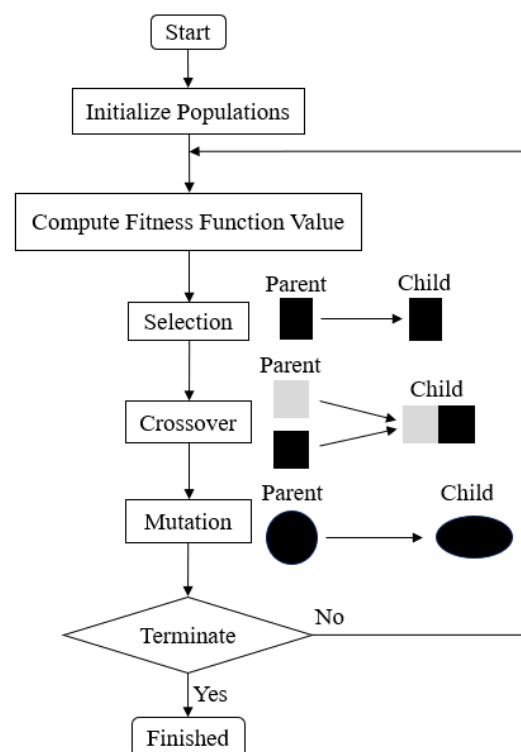 Start
Initialize Populations
Compute Fitness Function Value
Parent
Child
Selection
Parent
Child
Crossover
Parent
Child
Mutation
Terminate
No
Yes
Finished